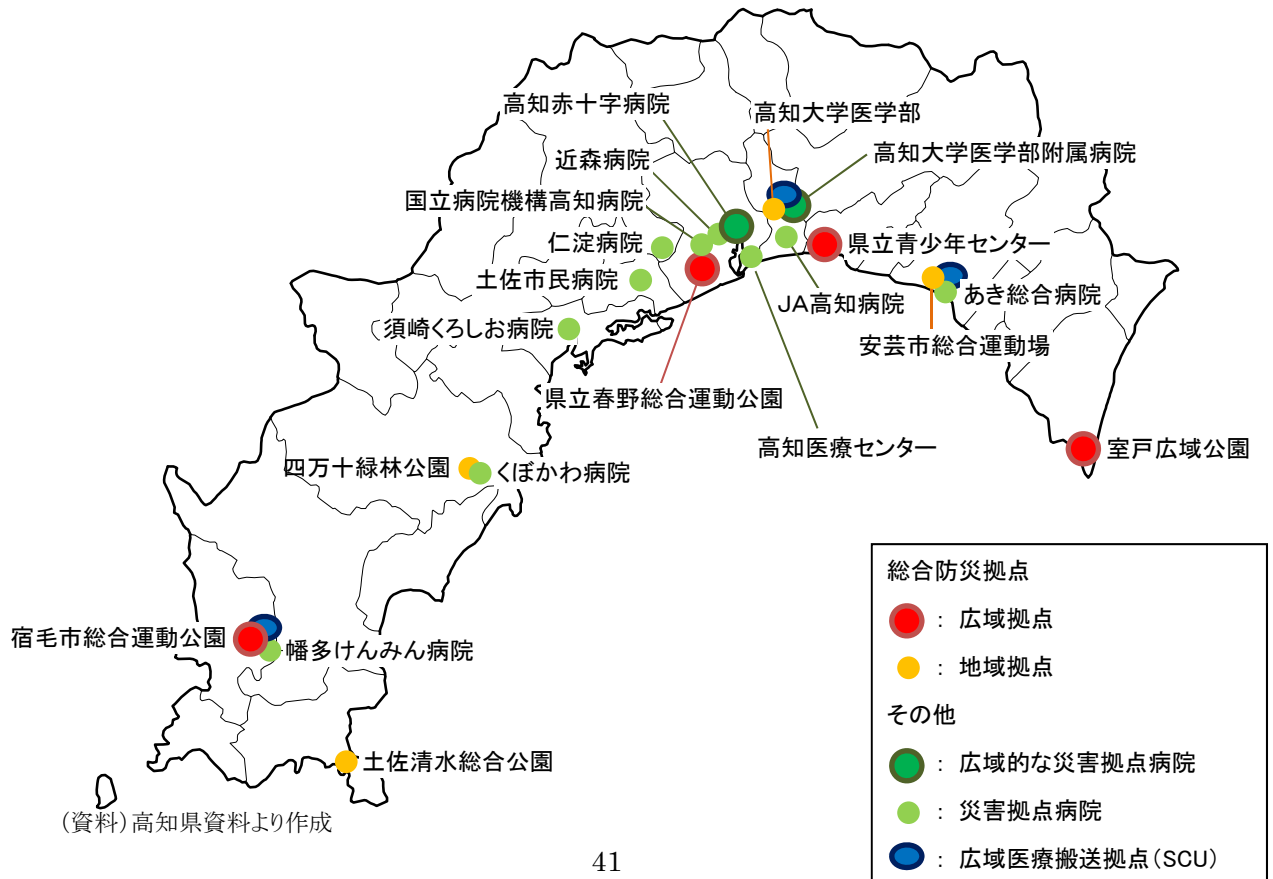 高知赤十字病院
高知大学医学部
近森病院
高知大学医学部附属病院
国立病院機構高知病院
仁淀病院
県立青少年センター
土佐市民病院
JA高知病院
あき総合病院
須崎くろしお病院
安芸市総合運動場
県立春野総合運動公園
高知医療センター
室戸広域公園
四万十緑林公園
くぼかわ病院
宿毛市総合運動公園
幡多けんみん病院
土佐清水総合公園
総合防災拠点
： 広域拠点
： 地域拠点
その他
： 広域的な災害拠点病院
： 災害拠点病院
： 広域医療搬送拠点（SCU）
（資料）高知県資料より作成
41